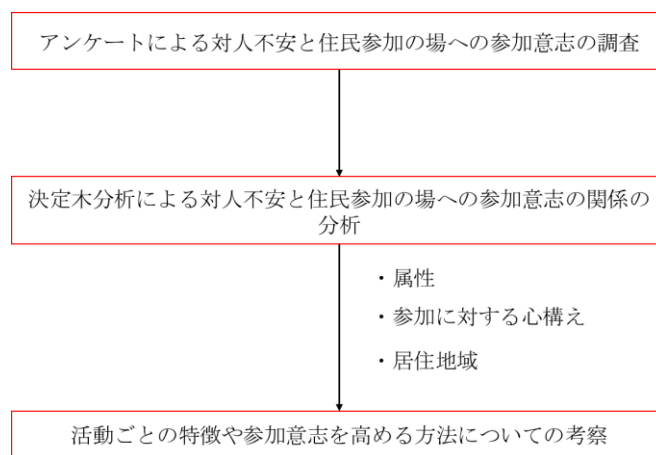 アンケートによる対人不安と住民参加の場への参加意志の調査
決定木分析による対人不安と住民参加の場への参加意志の関係の
分析
・属性
・参加に対する心構え
・居住地域
活動ごとの特徴や参加意志を高める方法についての考察